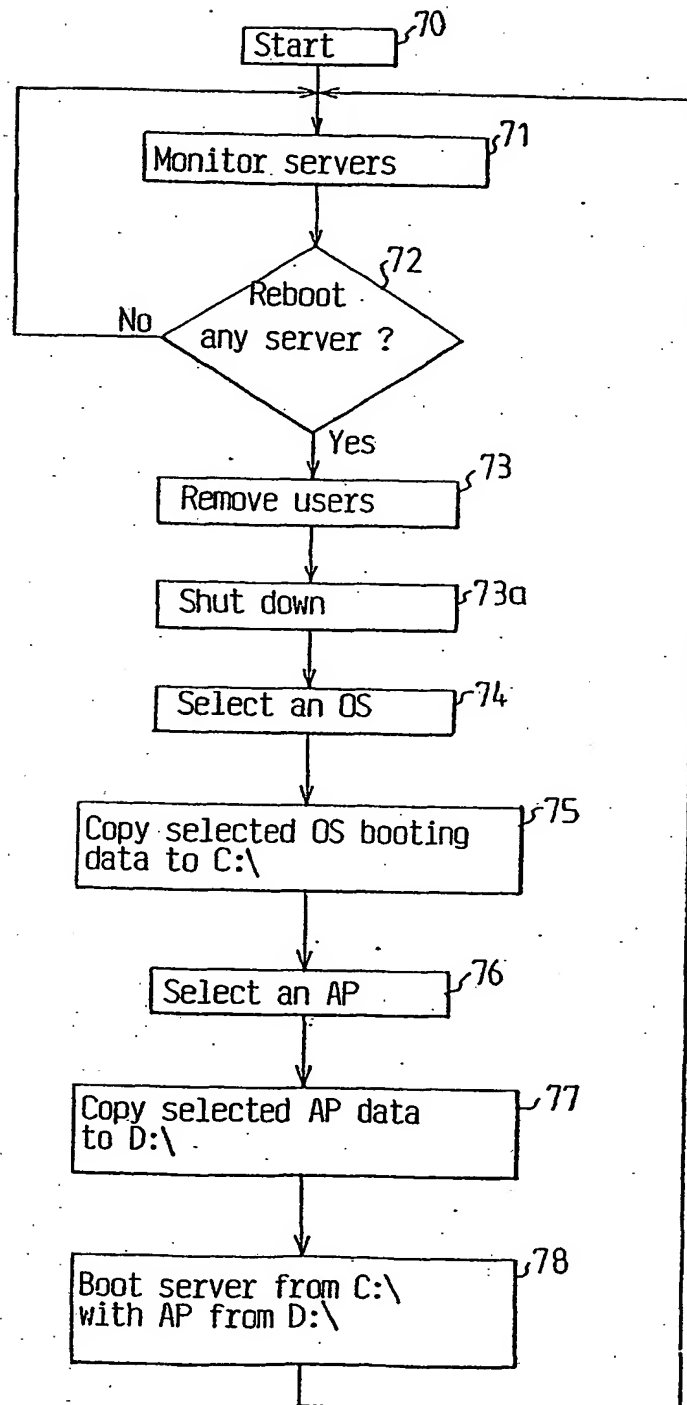 Start
70
Monitor servers
71
72
Reboot
any server ?
No
Yes
Remove users
73
Shut down
73a
Select an OS
74
Copy selected OS booting
data to C:\
75
Select an AP
76
Copy selected AP data
to D:\
77
Boot server from C:\
with AP from D:\
78